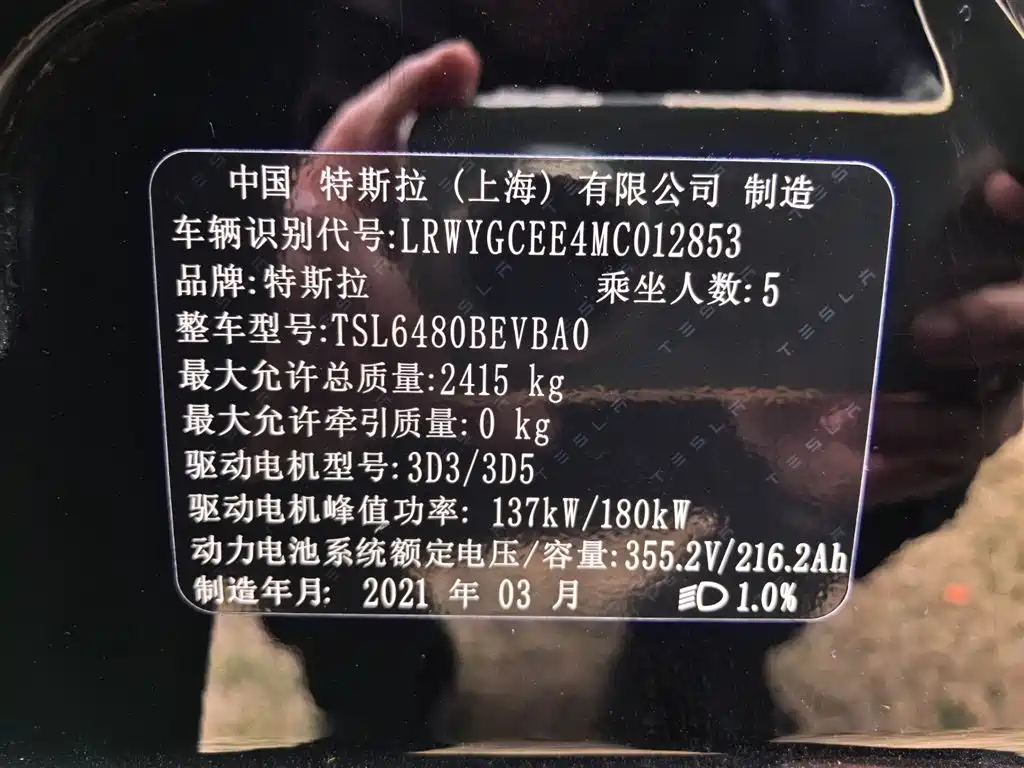 中国 特斯拉 (上海) 有限公司 制造
车辆识别代号:LRWYGCEE4MC012853
品牌:特斯拉 乘坐人数:5
整车型号:TSL6480BEVBA0
最大允许总质量:2415 kg
最大允许牵引质量:0 kg
驱动电机型号:3D3/3D5
驱动电机峰值功率: 137kW/180kW
动力电池系统额定电压/容量:355.2V/216.2Ah
制造年月: 2021 年 03 月 1.0%
TESLA
TESLA
TESLA
TESLA
TESLA